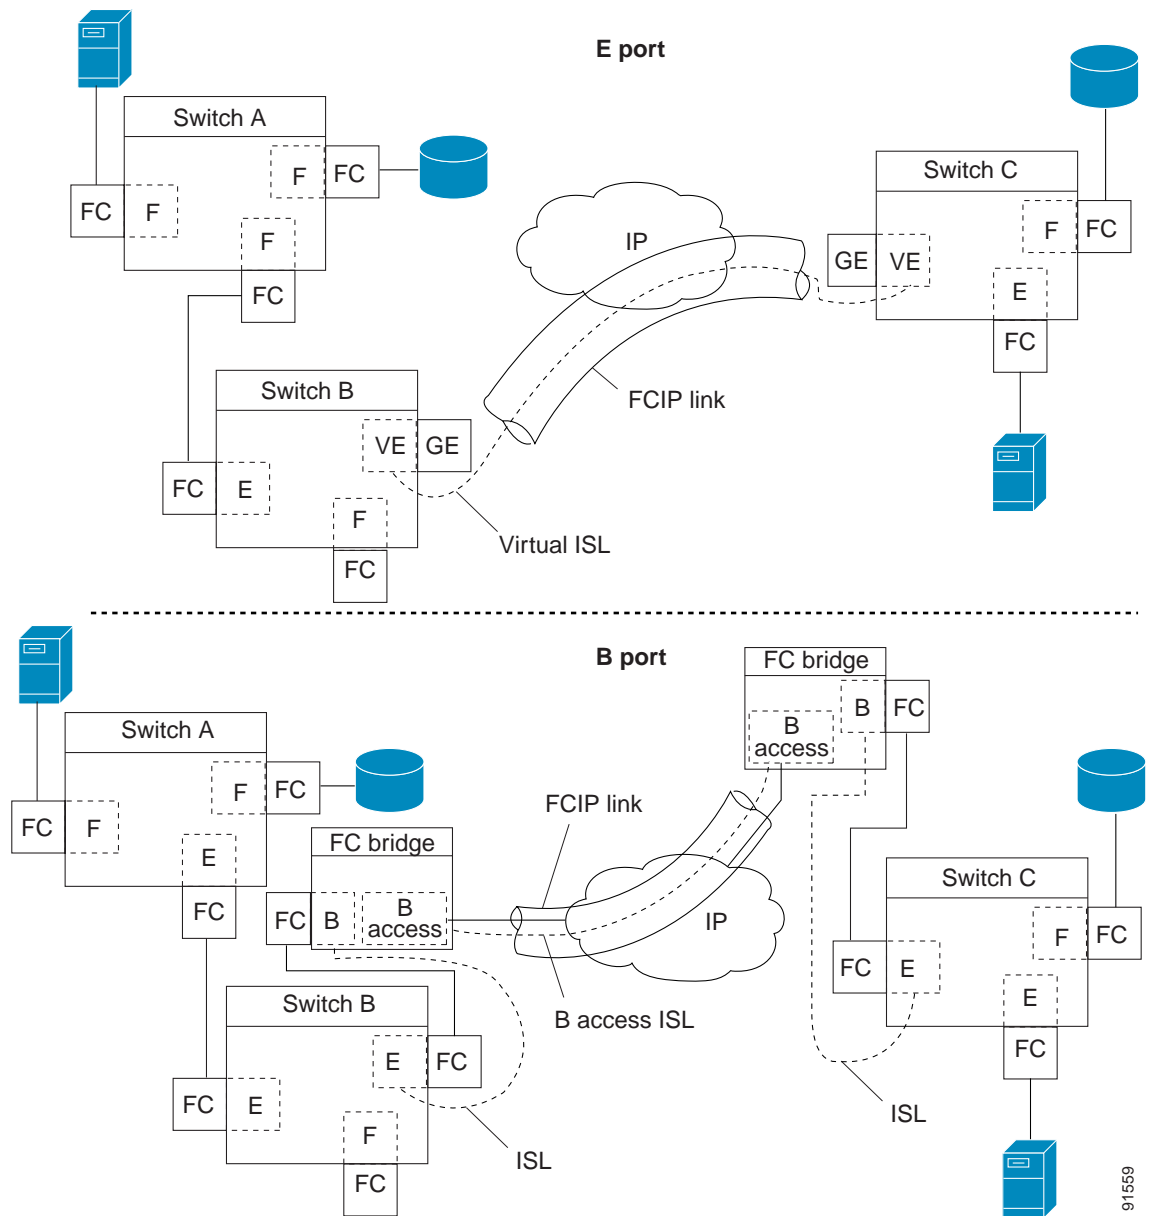 E port
Switch A
F
FC
FC
F
F
FC
Switch C
IP
GE
VE
F
FC
E
FC
FCIP link
Switch B
VE
GE
FC
E
F
FC
Virtual ISL
B port
FC bridge
B
FC
B
access
Switch A
F
FC
FC
F
E
FC
FCIP link
FC bridge
FC
B
B
access
IP
Switch C
F
FC
FC
E
E
FC
B access ISL
Switch B
E
FC
FC
E
F
FC
ISL
ISL
91559